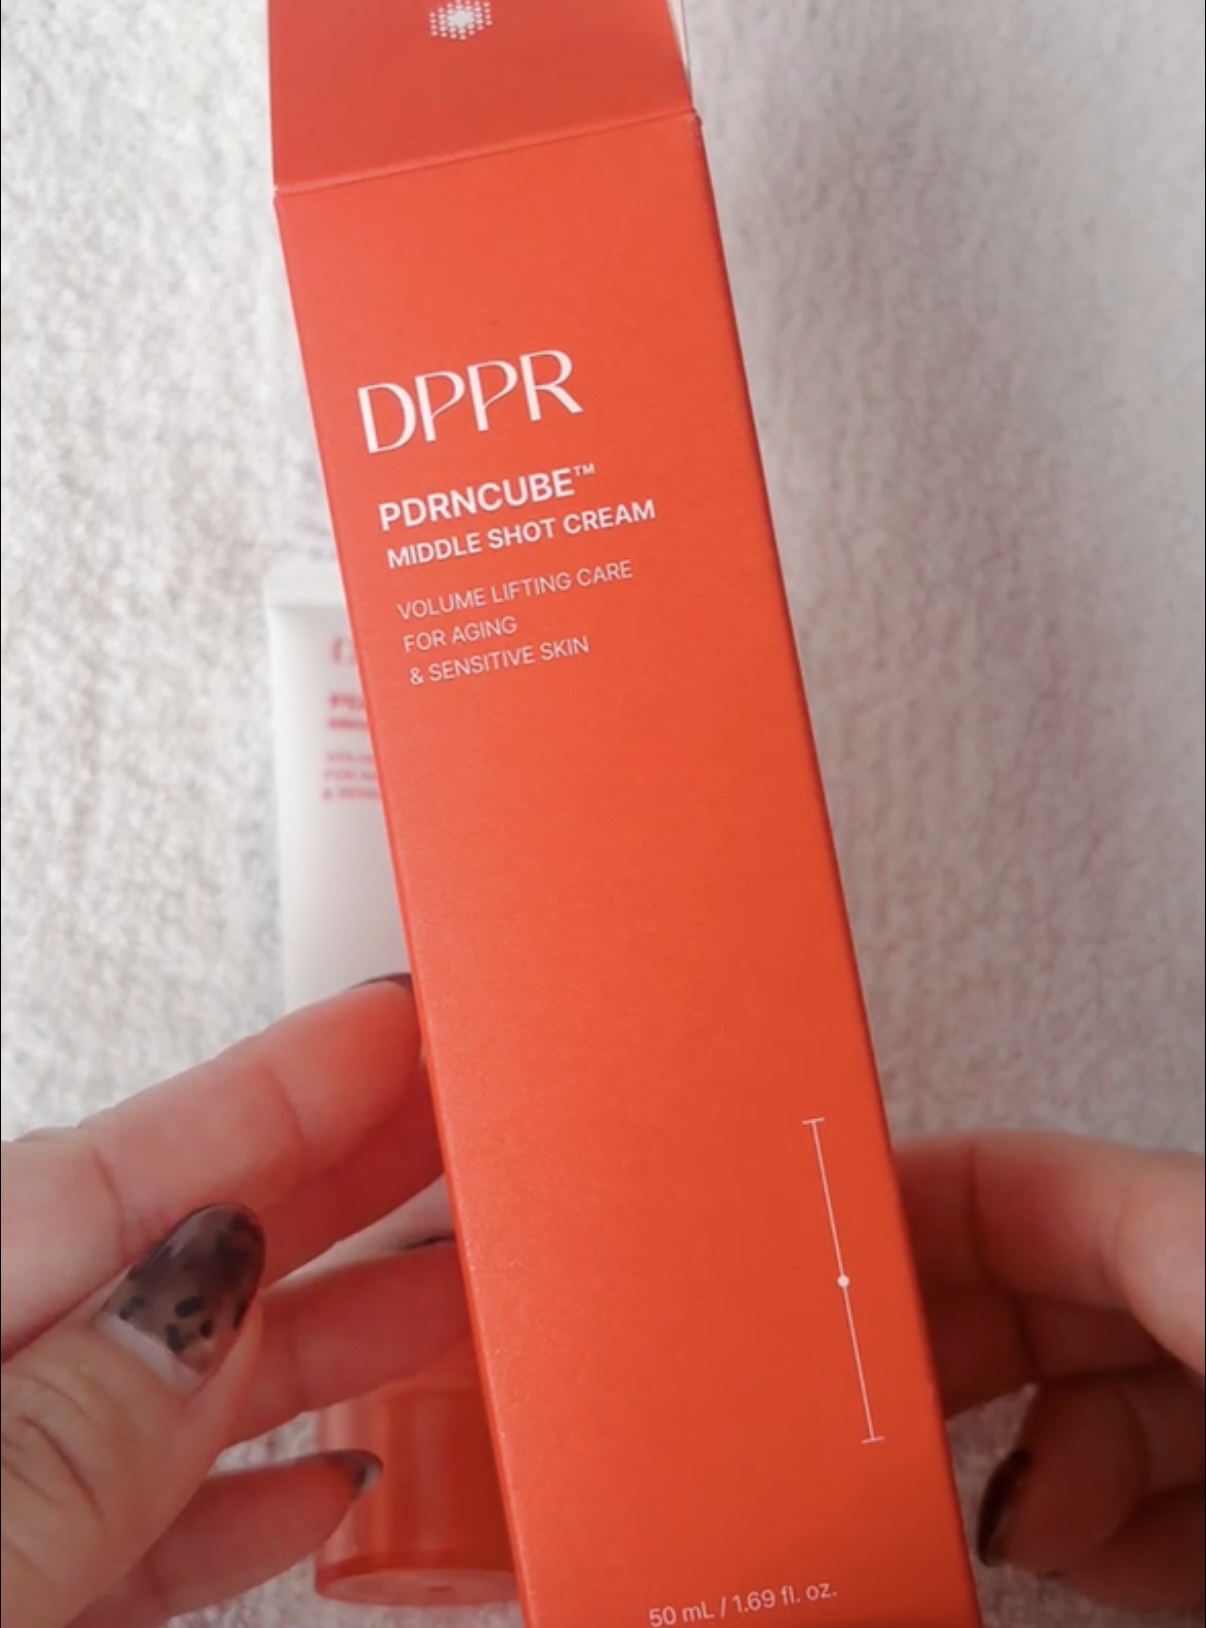 DPPR
PDRNCUBE™
MIDDLE SHOT CREAM
VOLUME LIFTING CARE
FOR AGING
& SENSITIVE SKIN
50 mL / 1.69 fl. oz.